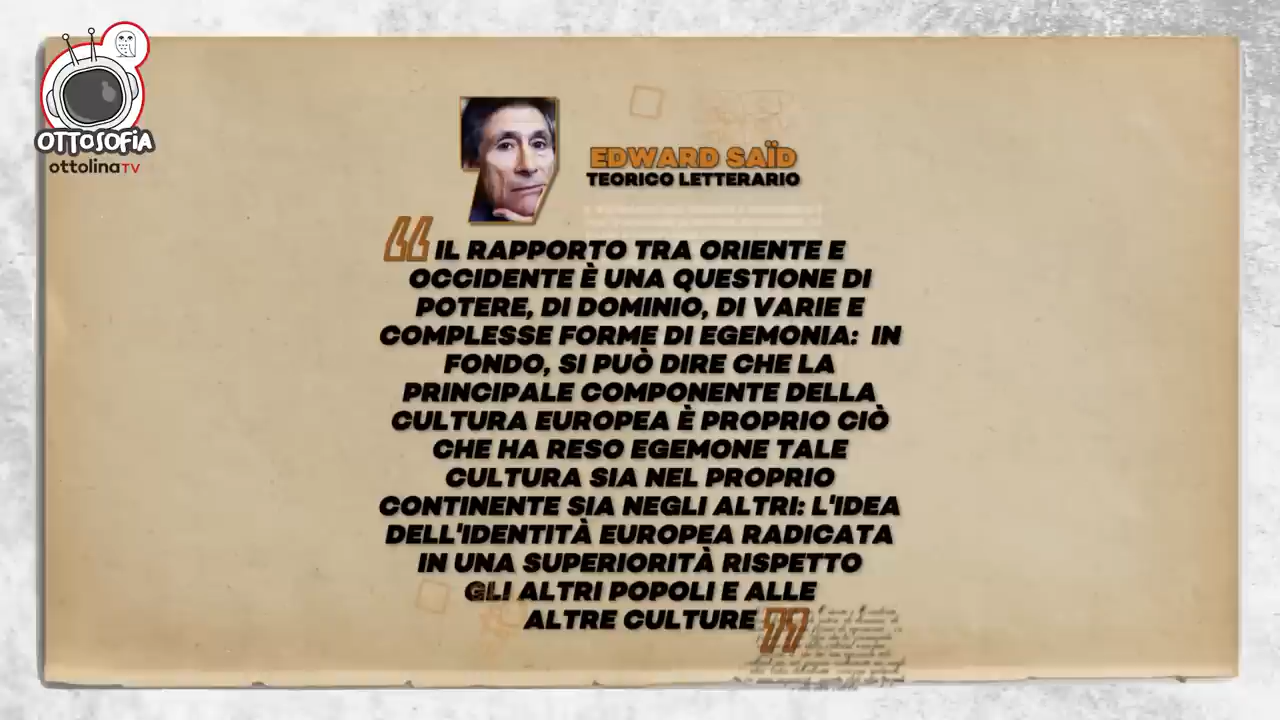 OTTOSOFIA
ottolinaTV
EDWARD SAÏD
TEORICO LETTERARIO
“IL RAPPORTO TRA ORIENTE E
OCCIDENTE È UNA QUESTIONE DI
POTERE, DI DOMINIO, DI VARIE E
COMPLESSE FORME DI EGEMONIA: IN
FONDO, SI PUÒ DIRE CHE LA
PRINCIPALE COMPONENTE DELLA
CULTURA EUROPEA È PROPRIO CIÒ
CHE HA RESO EGEMONE TALE
CULTURA SIA NEL PROPRIO
CONTINENTE SIA NEGLI ALTRI: L'IDEA
DELL'IDENTITÀ EUROPEA RADICATA
IN UNA SUPERIORITÀ RISPETTO
GLI ALTRI POPOLI E ALLE
ALTRE CULTURE”